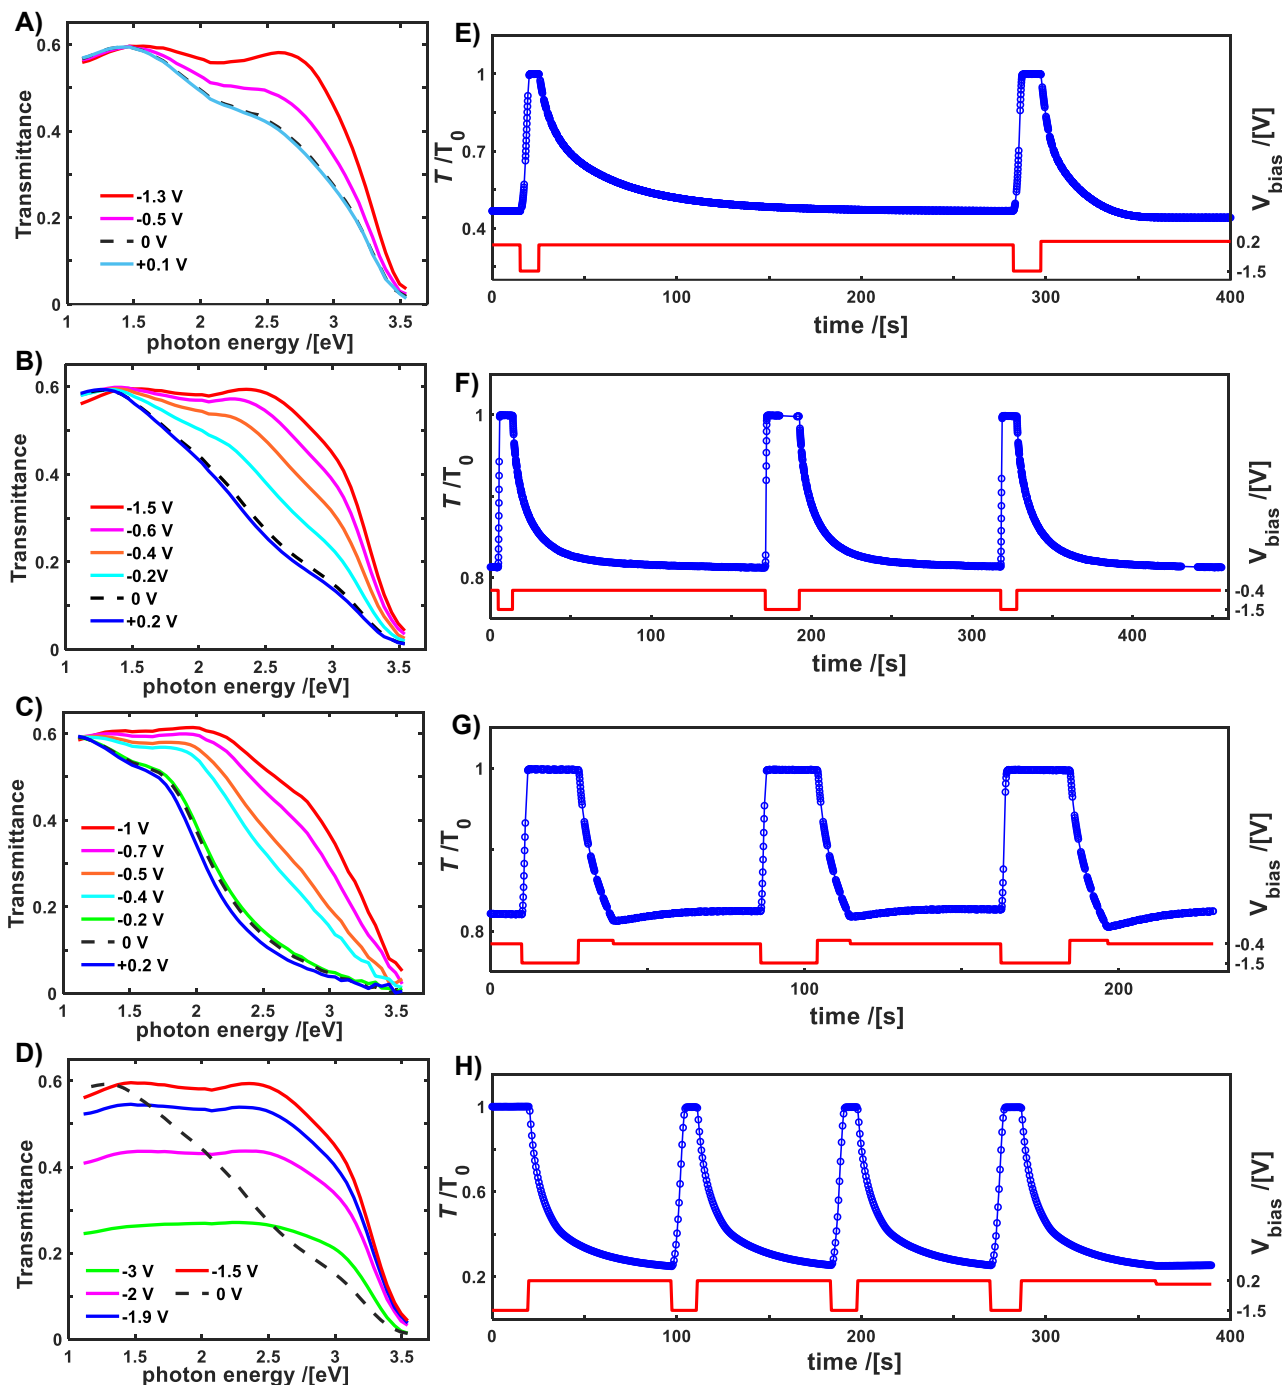 A)
Transmittance
0.6
0.4
0.2
0
-1.3 V
-0.5 V
0 V
+0.1 V
1 1.5 2 2.5 3 3.5
photon energy /[eV]
E)
T /T0
1
0.7
0.4
0 100 200 300 400
time /[s]
Vbias /[V]
0.2
-1.5
B)
Transmittance
0.6
0.4
0.2
0
-1.5 V
-0.6 V
-0.4 V
-0.2V
0 V
+0.2 V
1 1.5 2 2.5 3 3.5
photon energy /[eV]
F)
T /T0
1
0.8
0 100 200 300 400
time /[s]
Vbias /[V]
-0.4
-1.5
C)
Transmittance
0.6
0.4
0.2
0
-1 V
-0.7 V
-0.5 V
-0.4 V
-0.2 V
0 V
+0.2 V
1 1.5 2 2.5 3 3.5
photon energy /[eV]
G)
T /T0
1
0.8
0 100 200
time /[s]
Vbias /[V]
-0.4
-1.5
D)
Transmittance
0.6
0.4
0.2
0
-3 V -1.5 V
-2 V 0 V
-1.9 V
1 1.5 2 2.5 3 3.5
photon energy /[eV]
H)
T /T0
1
0.6
0.2
0 100 200 300 400
time /[s]
Vbias /[V]
0.2
-1.5